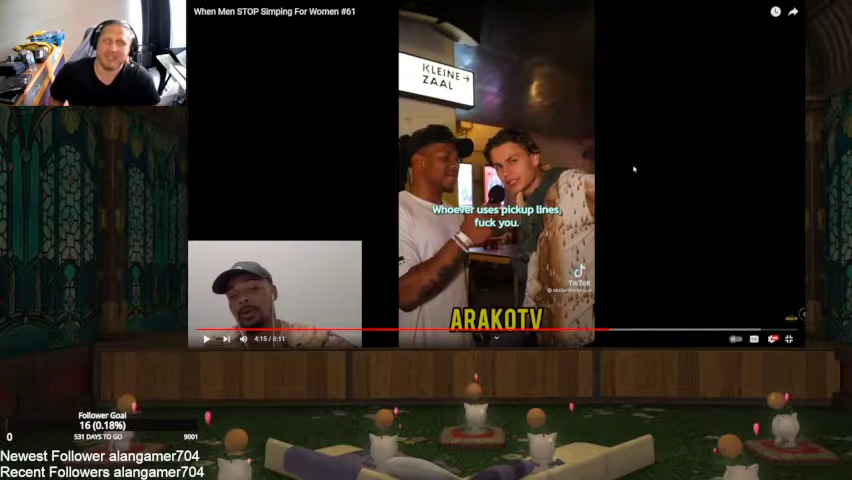 When Men STOP Simping For Women #61
KLEINE→
ZAAL
Whoever uses pickup lines,
fuck you.
TikTok
ARAKOTV
4:15 / 6:11
Follower Goal
16 (0.18%)
0
531 DAYS TO GO
9001
Newest Follower alangamer704
Recent Followers alangamer704